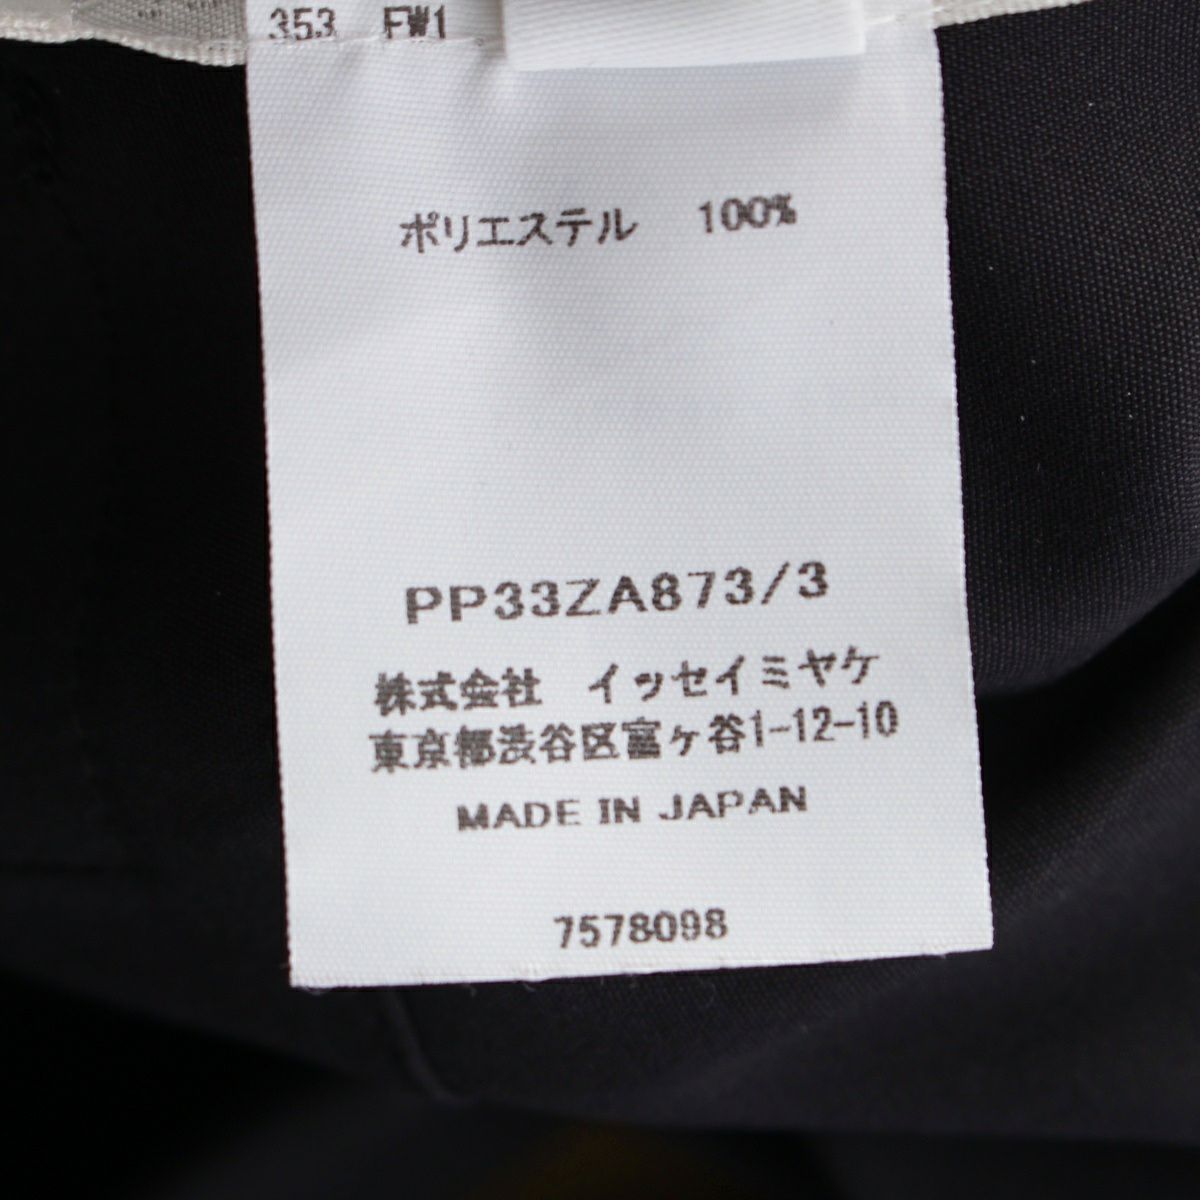 353 FW1
ポリエステル 100%
PP33ZA873/3
株式会社 イッセイミヤケ
東京都渋谷区富ヶ谷1-12-10
MADE IN JAPAN
7578098